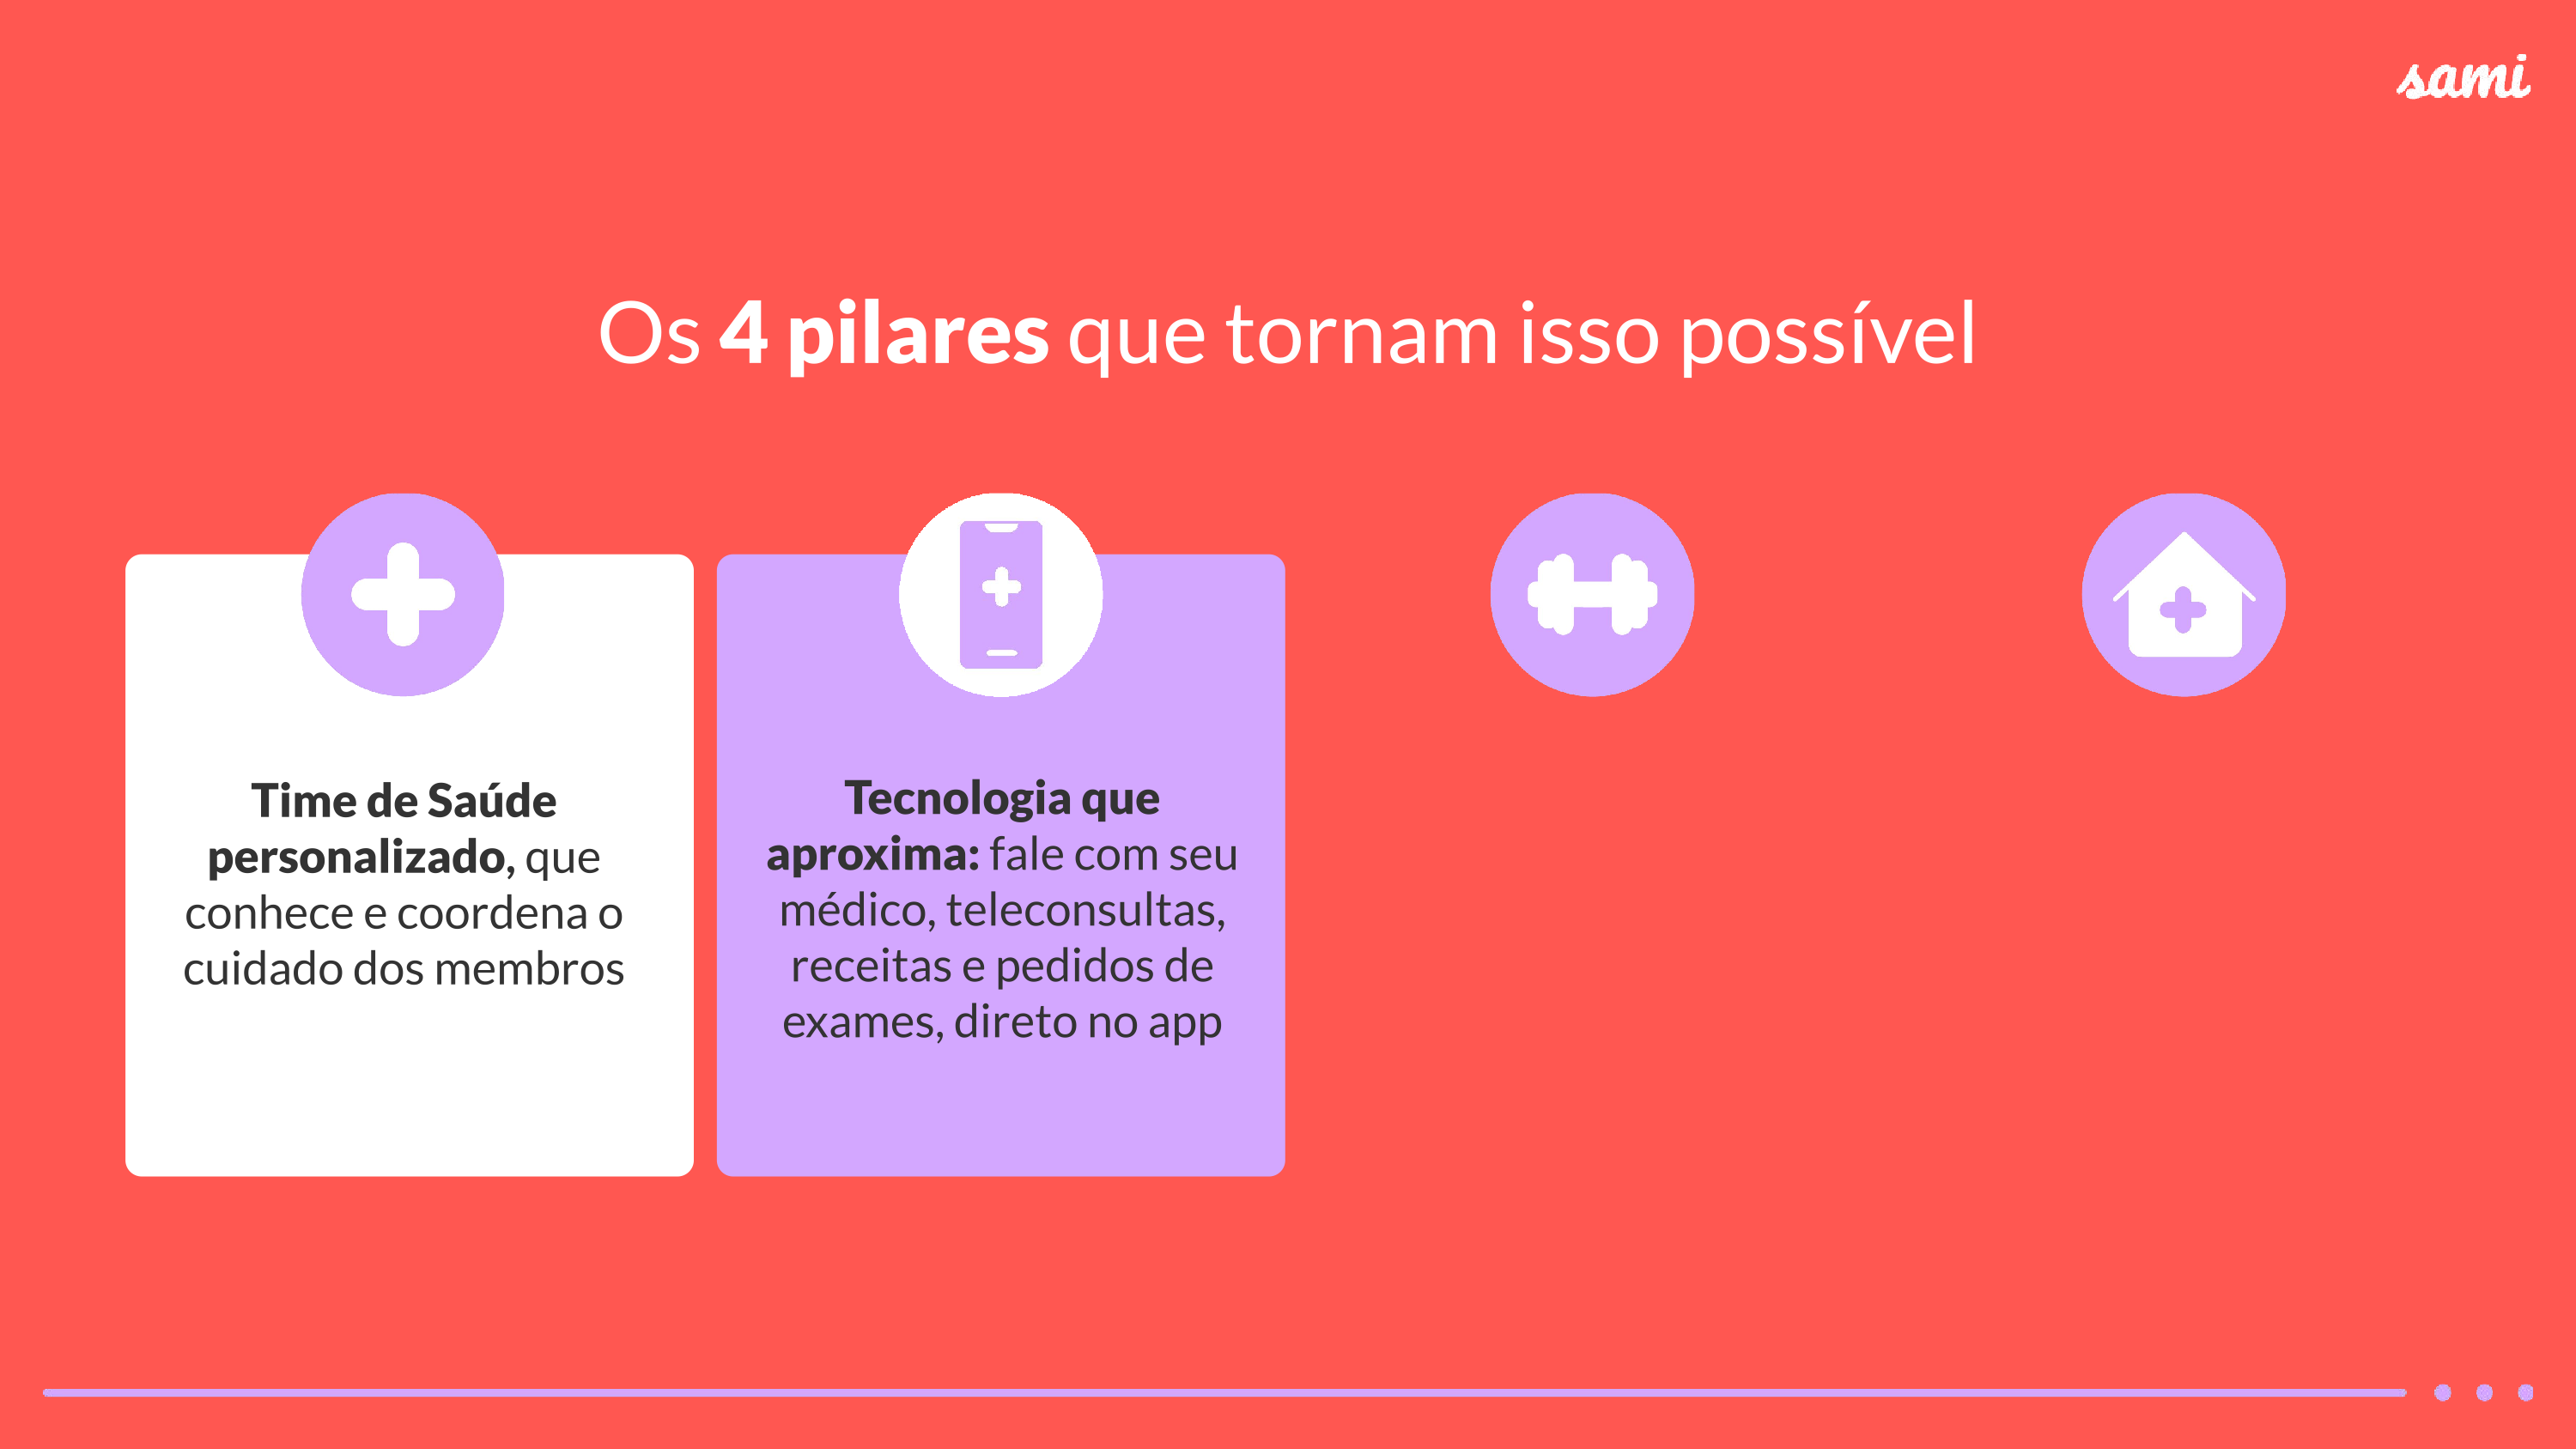 sami
Os 4 pilares que tornam isso possível
Time de Saúde
personalizado, que
conhece e coordena o
cuidado dos membros
Tecnologia que
aproxima: fale com seu
médico, teleconsultas,
receitas e pedidos de
exames, direto no app